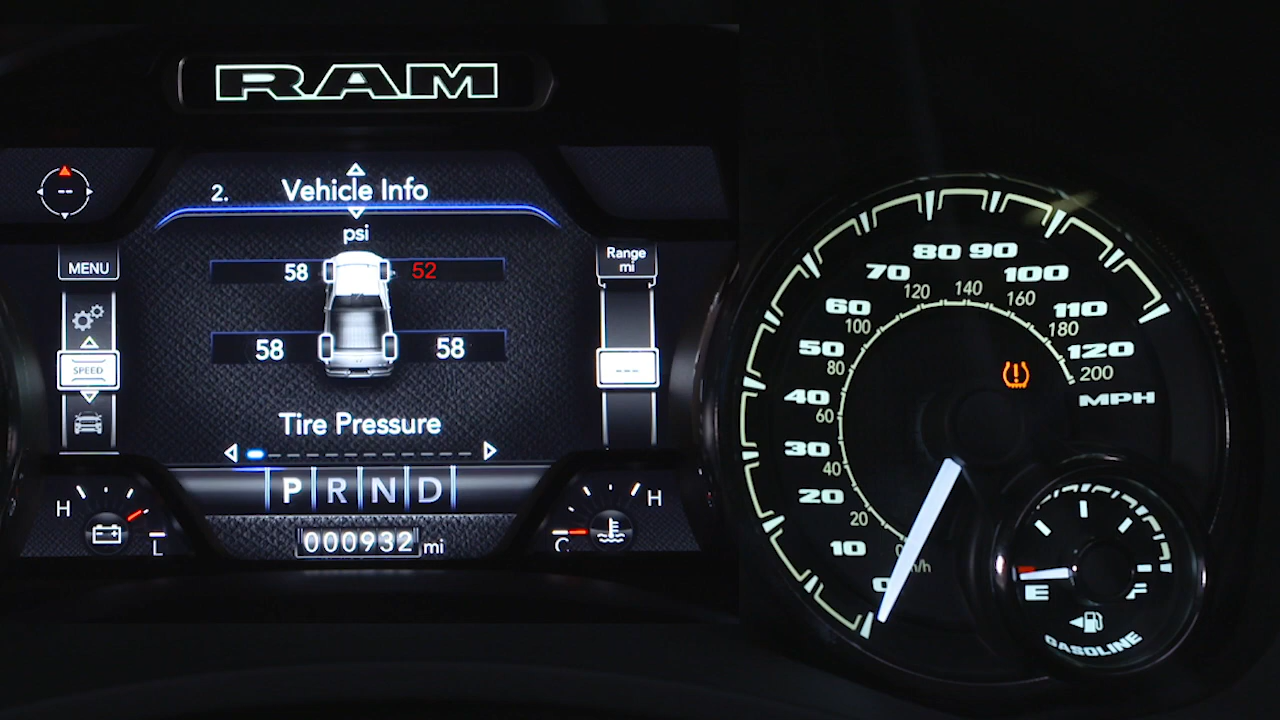 RAM
2. Vehicle Info
psi
58 52
58 58
Tire Pressure
MENU
SPEED
Range
mi
---
--
P R N D
H
L
000932 mi
H
C
0 10 20 30 40 50 60 70 80 90 100 110 120
MPH
20 40 60 80 100 120 140 160 180 200
E F
GASOLINE